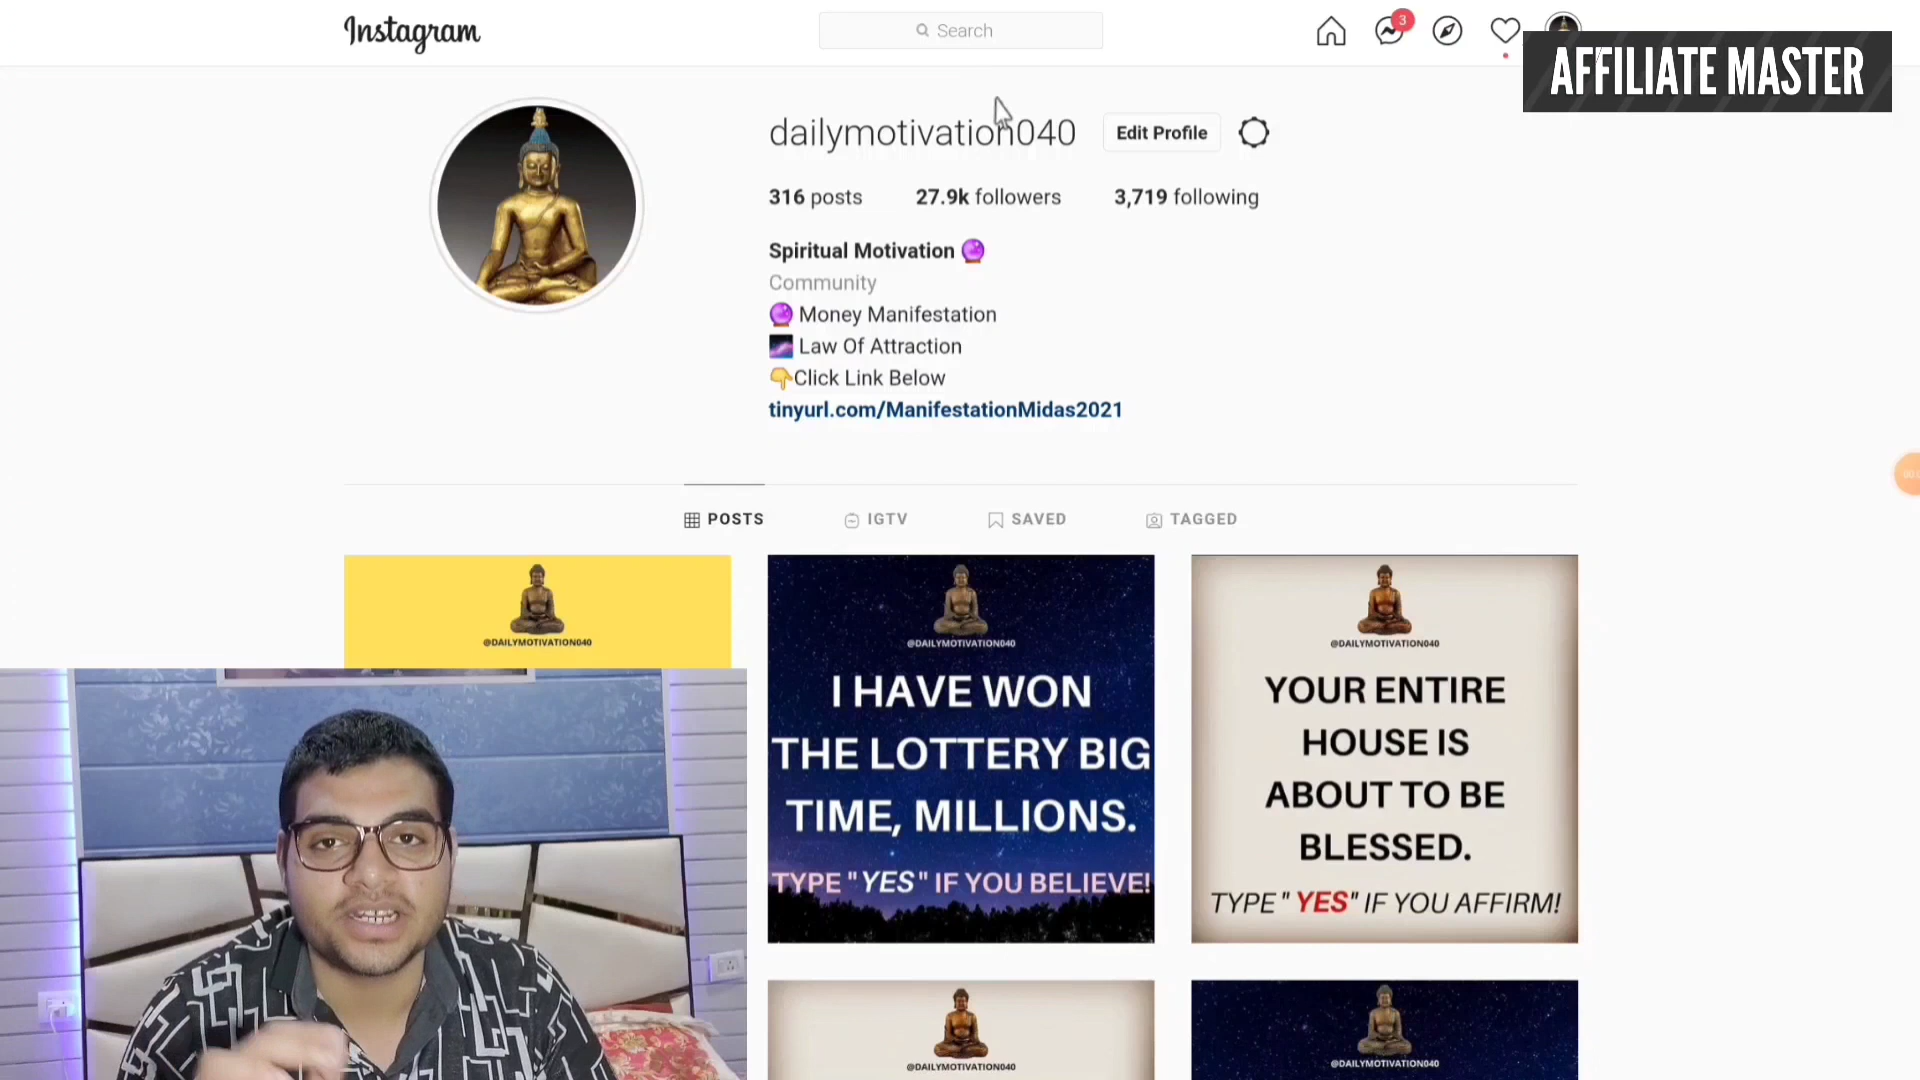 Instagram
Search
3
AFFILIATE MASTER
dailymotivation040
Edit Profile
316 posts
27.9k followers
3,719 following
Spiritual Motivation 🔮
Community
🔮 Money Manifestation
🌌 Law Of Attraction
👇Click Link Below
tinyurl.com/ManifestationMidas2021
POSTS
IGTV
SAVED
TAGGED
@DAILYMOTIVATION040
@DAILYMOTIVATION040
I HAVE WON
THE LOTTERY BIG
TIME, MILLIONS.
TYPE "YES" IF YOU BELIEVE!
@DAILYMOTIVATION040
YOUR ENTIRE
HOUSE IS
ABOUT TO BE
BLESSED.
TYPE " YES" IF YOU AFFIRM!
@DAILYMOTIVATION040
@DAILYMOTIVATION040